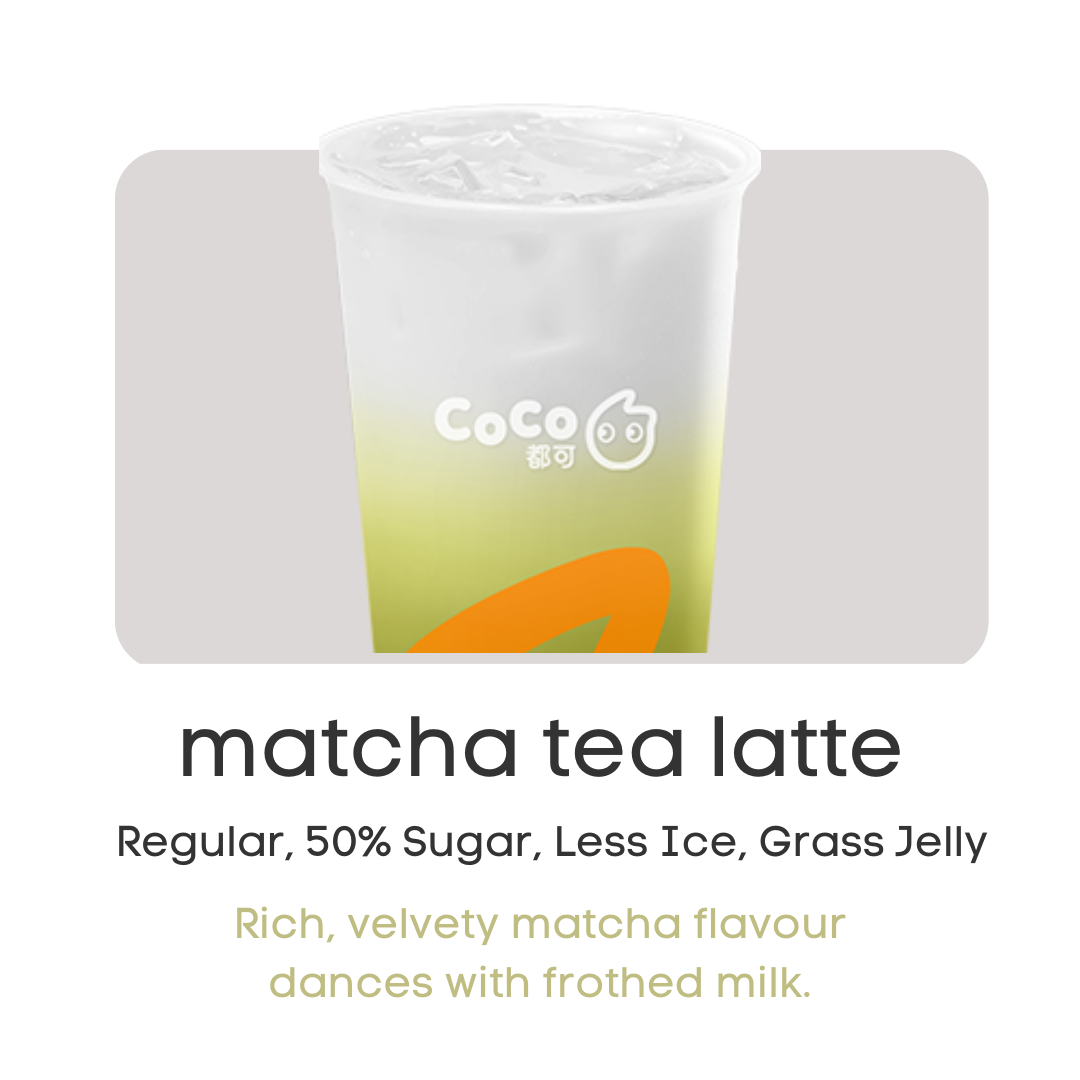 CoCo
都可
matcha tea latte
Regular, 50% Sugar, Less Ice, Grass Jelly
Rich, velvety matcha flavour
dances with frothed milk.